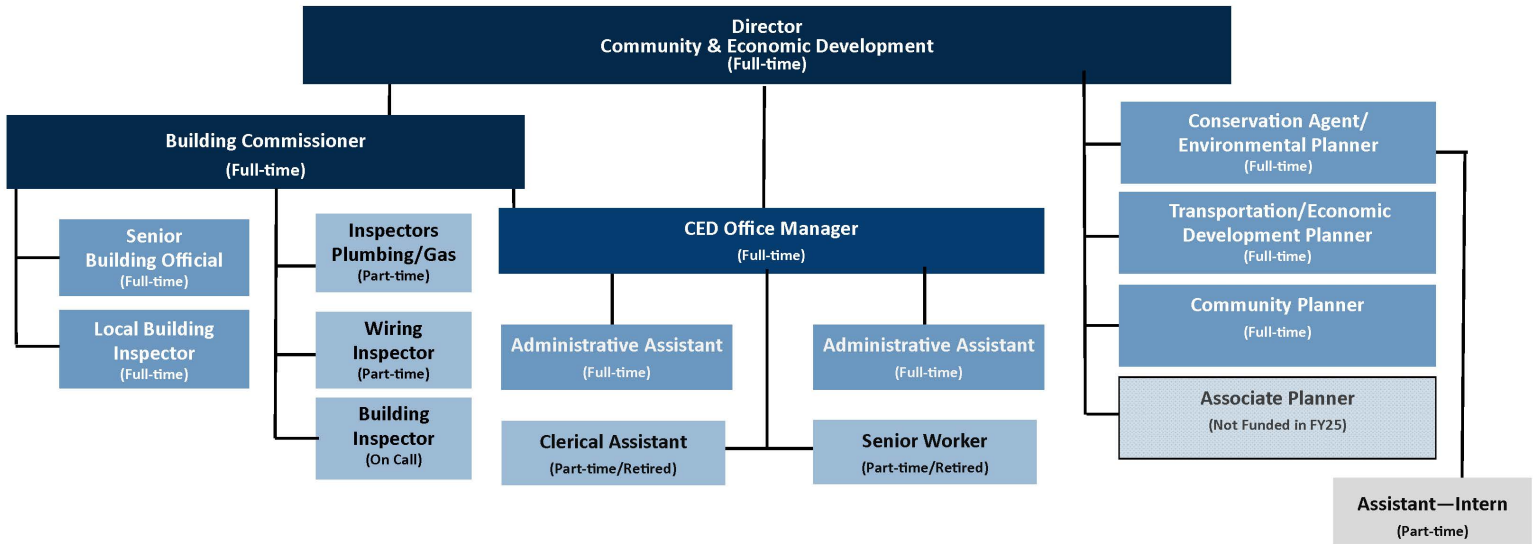 Director
Community & Economic Development
(Full-time)
Building Commissioner
(Full-time)
Senior
Building Official
(Full-time)
Local Building
Inspector
(Full-time)
Inspectors
Plumbing/Gas
(Part-time)
Wiring
Inspector
(Part-time)
Building
Inspector
(On Call)
CED Office Manager
(Full-time)
Administrative Assistant
(Full-time)
Administrative Assistant
(Full-time)
Clerical Assistant
(Part-time/Retired)
Senior Worker
(Part-time/Retired)
Conservation Agent/
Environmental Planner
(Full-time)
Transportation/Economic
Development Planner
(Full-time)
Community Planner
(Full-time)
Associate Planner
(Not Funded in FY25)
Assistant—Intern
(Part-time)